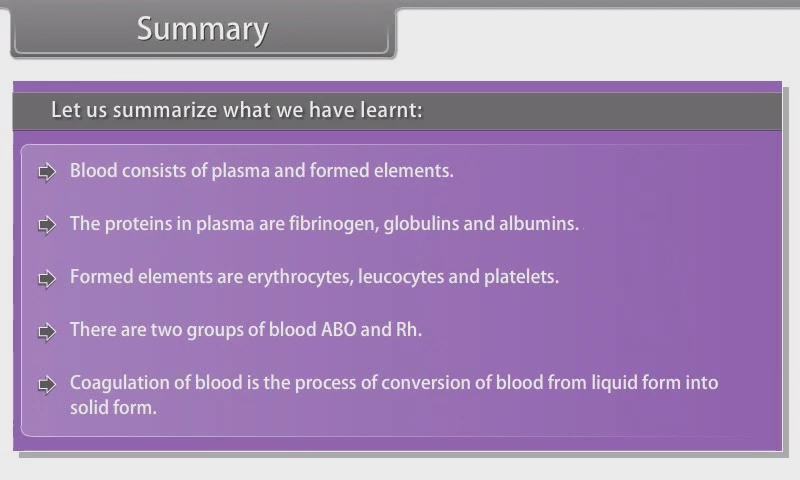 Summary
Let us summarize what we have learnt:
Blood consists of plasma and formed elements.
The proteins in plasma are fibrinogen, globulins and albumins.
Formed elements are erythrocytes, leucocytes and platelets.
There are two groups of blood ABO and Rh.
Coagulation of blood is the process of conversion of blood from liquid form into
solid form.